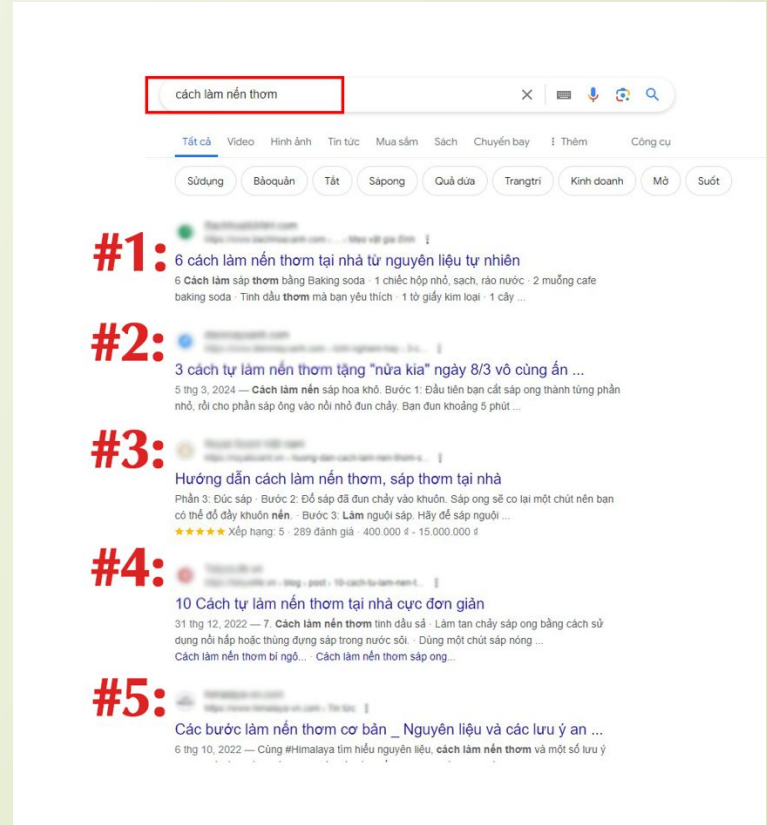 cách làm nến thơm
Tất cả Video Hình ảnh Tin tức Mua sắm Sách Chuyến bay ⋮ Thêm Công cụ
Sửdụng Bảoquản Tắt Sápong Quả dừa Trangtrí Kinh doanh Mở Suốt
#1:
6 cách làm nến thơm tại nhà từ nguyên liệu tự nhiên
6 Cách làm sáp thơm bằng Baking soda · 1 chiếc hộp nhỏ, sạch, ráo nước · 2 muỗng cafe
baking soda · Tinh dầu thơm mà bạn yêu thích · 1 tờ giấy kim loại · 1 cây ...
#2:
3 cách tự làm nến thơm tặng "nửa kia" ngày 8/3 vô cùng ấn ...
5 thg 3, 2024 — Cách làm nến sáp hoa khô. Bước 1: Đầu tiên bạn cắt sáp ong thành từng phần
nhỏ, rồi cho phần sáp ông vào nồi nhỏ đun chảy. Bạn đun khoảng 5 phút ...
#3:
Hướng dẫn cách làm nến thơm, sáp thơm tại nhà
Phần 3: Đúc sáp · Bước 2: Đổ sáp đã đun chảy vào khuôn. Sáp ong sẽ co lại một chút nên bạn
có thể đổ đầy khuôn nến. · Bước 3: Làm nguội sáp. Hãy để sáp nguội ...
★★★★★ Xếp hạng: 5 · 289 đánh giá · 400.000 ₫ - 15.000.000 ₫
#4:
10 Cách tự làm nến thơm tại nhà cực đơn giản
31 thg 12, 2022 — 7. Cách làm nến thơm tinh dầu sả · Làm tan chảy sáp ong bằng cách sử
dụng nồi hấp hoặc thùng đựng sáp trong nước sôi. · Dùng một chút sáp nóng ...
Cách làm nến thơm bí ngô... · Cách làm nến thơm sáp ong...
#5:
Các bước làm nến thơm cơ bản _ Nguyên liệu và các lưu ý an ...
6 thg 10, 2022 — Cùng #Himalaya tìm hiểu nguyên liệu, cách làm nến thơm và một số lưu ý